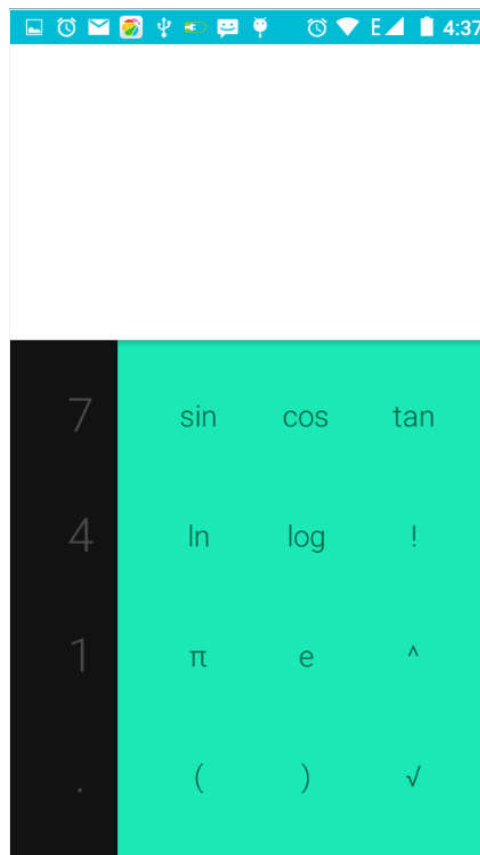 E 4:37
7 sin cos tan
4 ln log !
1 π e ^
. ( ) √